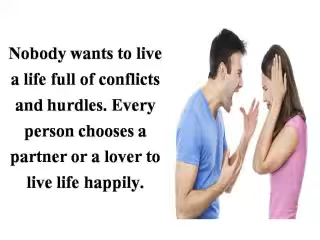 Nobody wants to live
a life full of conflicts
and hurdles. Every
person chooses a
partner or a lover to
live life happily.